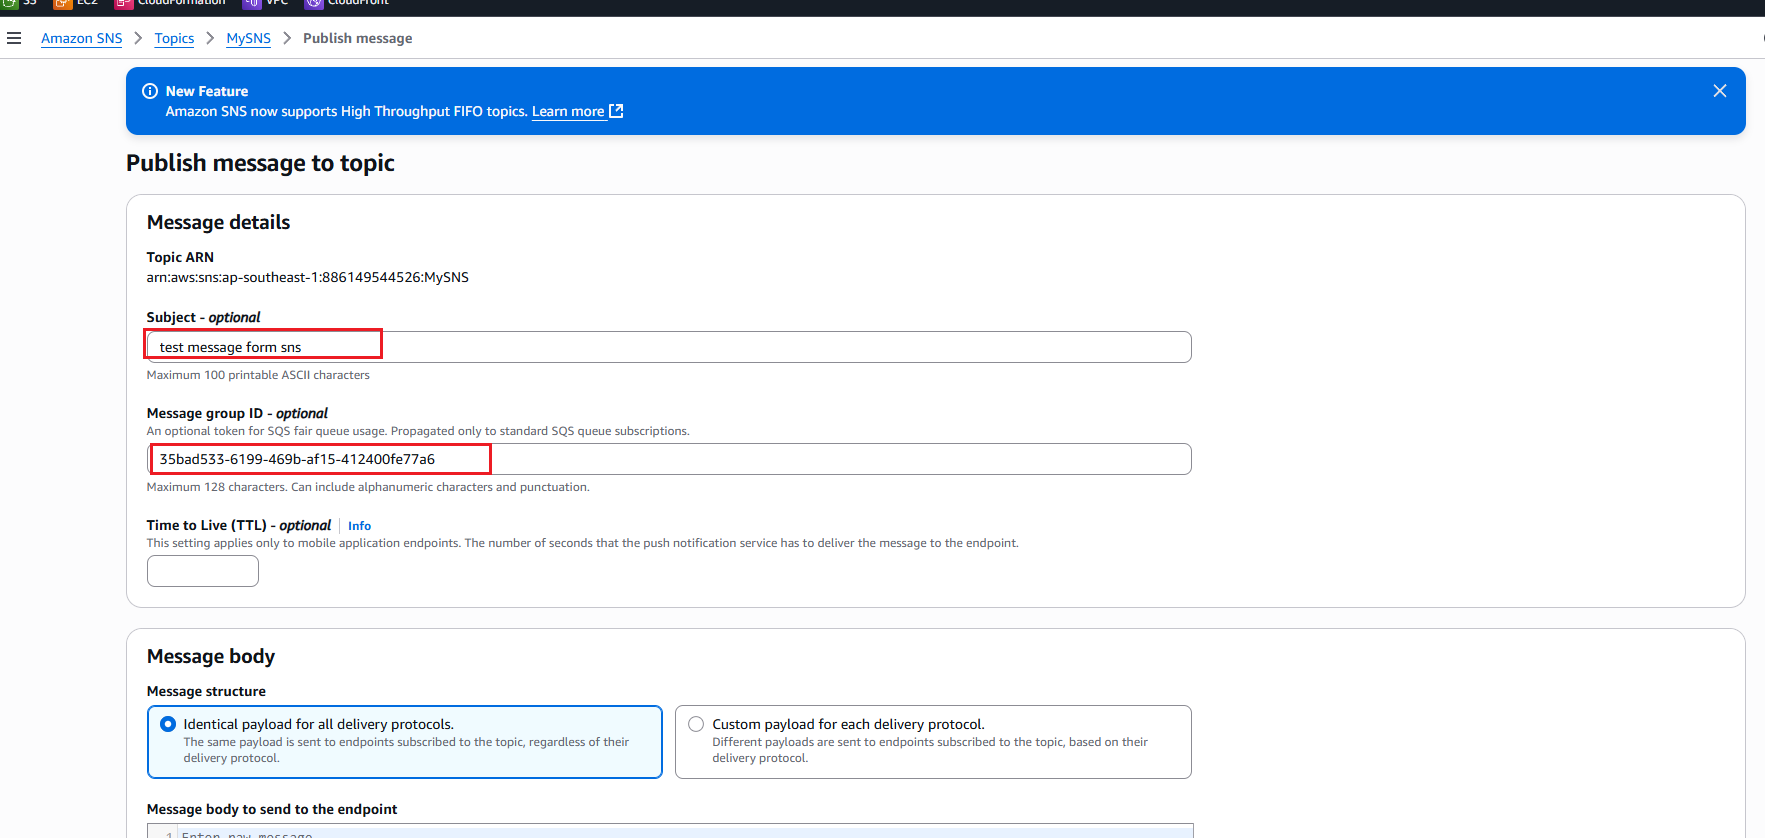 S3 EC2 CloudFormation VPC CloudFront
Amazon SNS > Topics > MySNS > Publish message
New Feature
Amazon SNS now supports High Throughput FIFO topics. Learn more
Publish message to topic
Message details
Topic ARN
arn:aws:sns:ap-southeast-1:886149544526:MySNS
Subject - optional
test message form sns
Maximum 100 printable ASCII characters
Message group ID - optional
An optional token for SQS fair queue usage. Propagated only to standard SQS queue subscriptions.
35bad533-6199-469b-af15-412400fe77a6
Maximum 128 characters. Can include alphanumeric characters and punctuation.
Time to Live (TTL) - optional Info
This setting applies only to mobile application endpoints. The number of seconds that the push notification service has to deliver the message to the endpoint.
Message body
Message structure
Identical payload for all delivery protocols.
The same payload is sent to endpoints subscribed to the topic, regardless of their
delivery protocol.
Custom payload for each delivery protocol.
Different payloads are sent to endpoints subscribed to the topic, based on their
delivery protocol.
Message body to send to the endpoint
1 Enter raw message